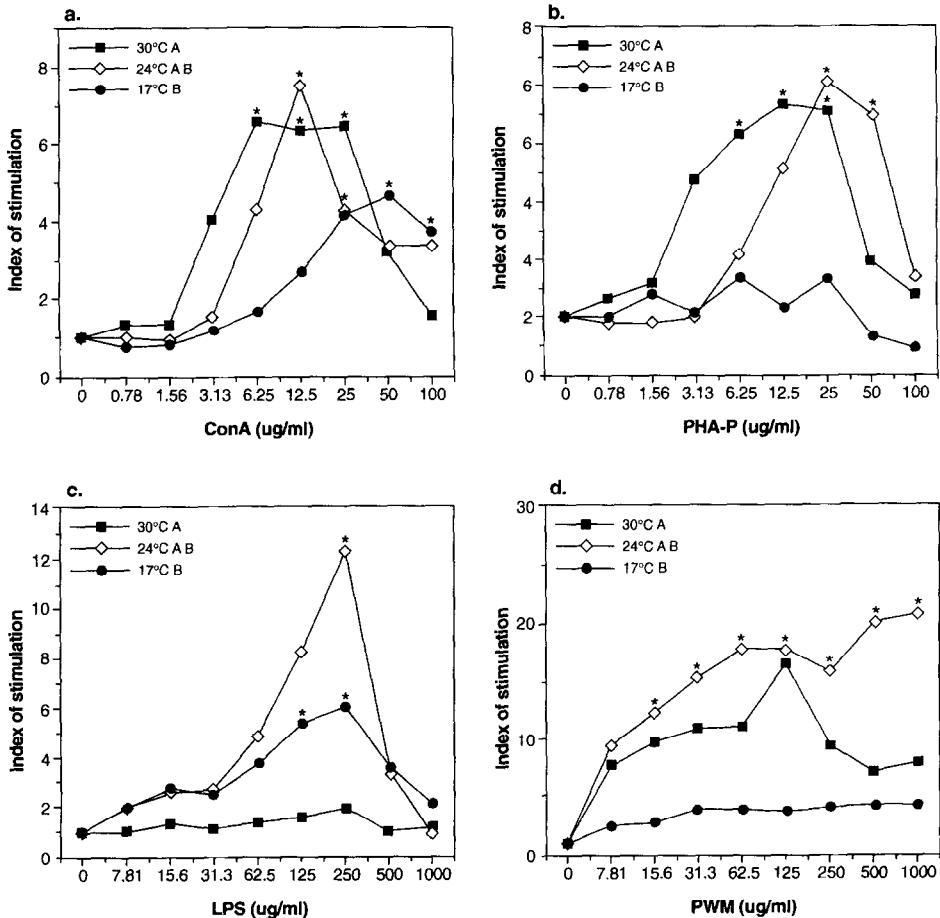 a.
30°C A
24°C A B
17°C B
Index of stimulation
8
6
4
2
0
0 0.78 1.56 3.13 6.25 12.5 25 50 100
ConA (ug/ml)
* * * * * *
b.
30°C A
24°C A B
17°C B
Index of stimulation
8
6
4
2
0
0 0.78 1.56 3.13 6.25 12.5 25 50 100
PHA-P (ug/ml)
* * * * *
c.
30°C A
24°C A B
17°C B
Index of stimulation
14
12
10
8
6
4
2
0
0 7.81 15.6 31.3 62.5 125 250 500 1000
LPS (ug/ml)
* * *
d.
30°C A
24°C A B
17°C B
Index of stimulation
30
20
10
0
0 7.81 15.6 31.3 62.5 125 250 500 1000
PWM (ug/ml)
* * * * * * *